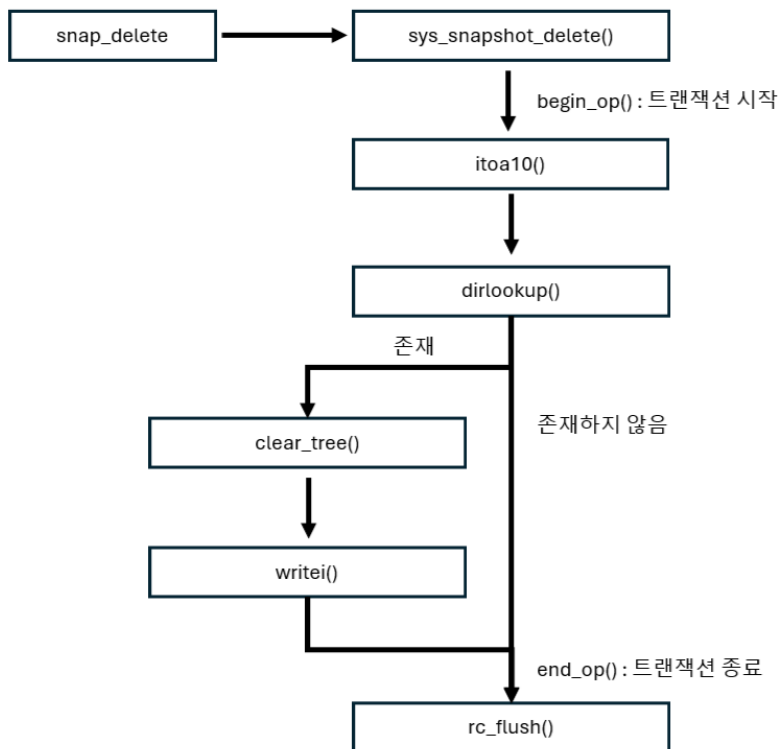 snap_delete
sys_snapshot_delete()
begin_op() : 트랜잭션 시작
itoa10()
dirlookup()
존재
존재하지 않음
clear_tree()
writei()
end_op() : 트랜잭션 종료
rc_flush()